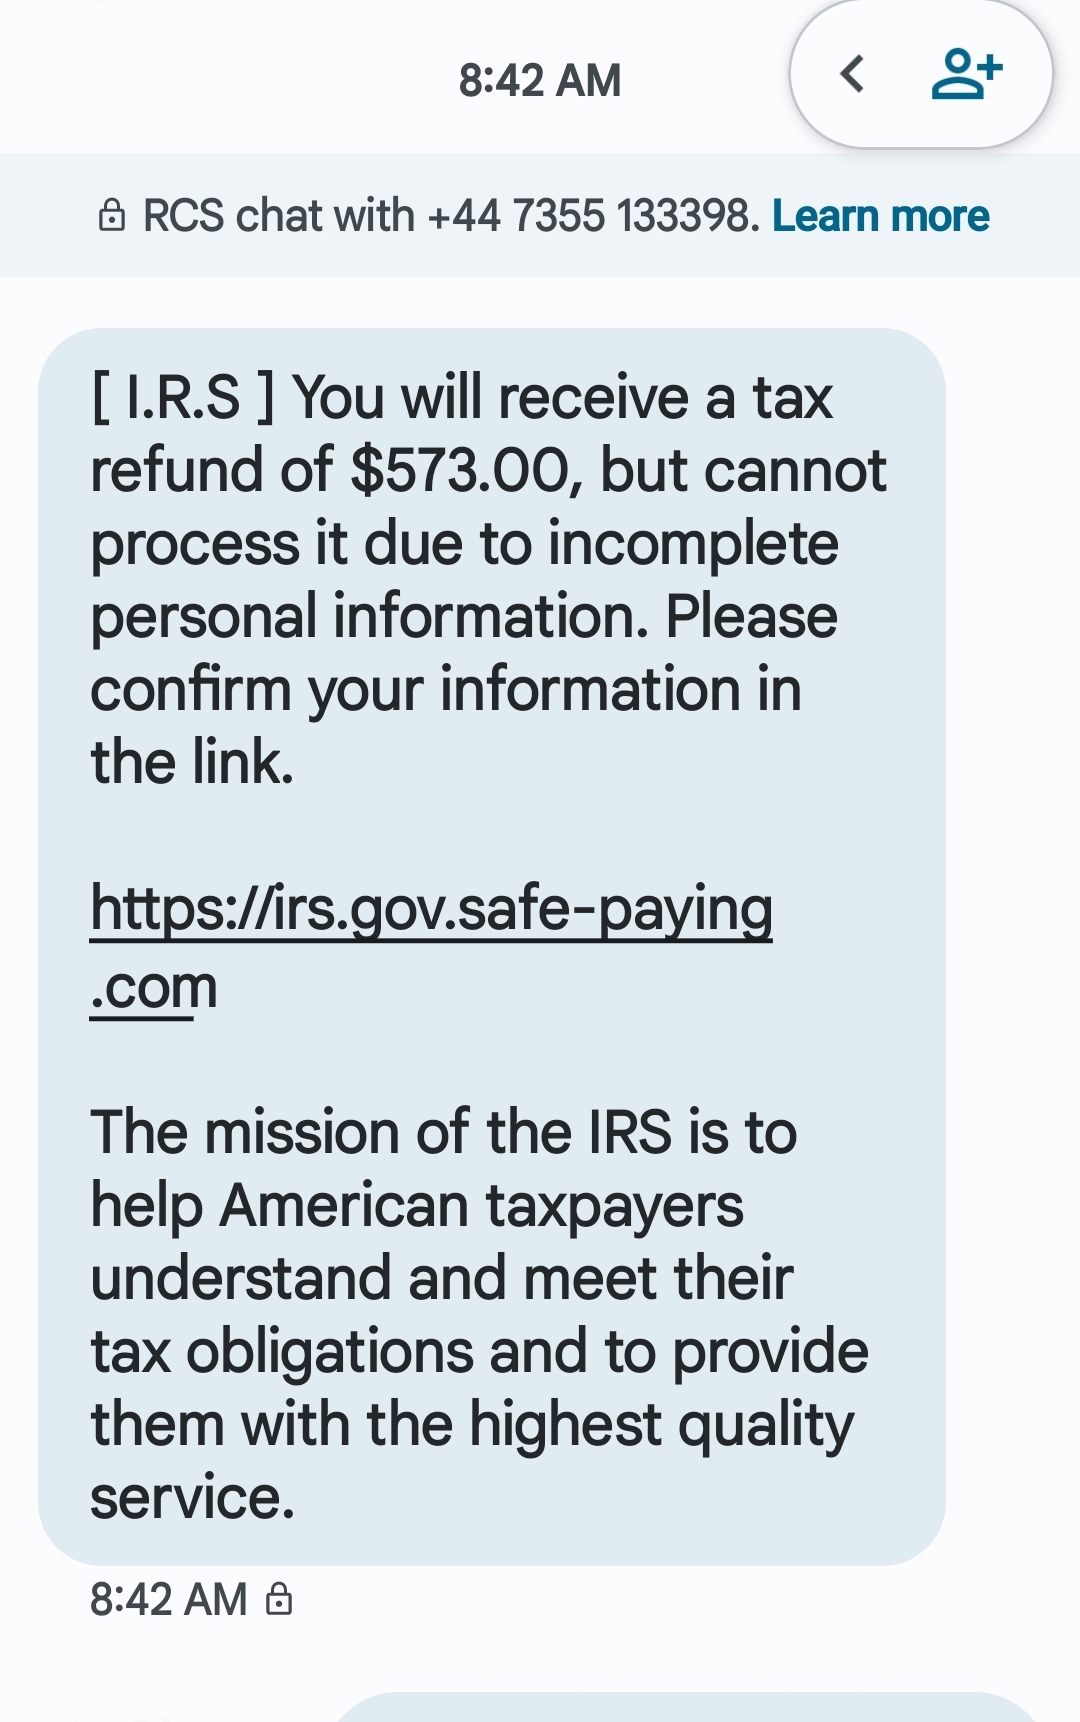 8:42 AM
RCS chat with +44 7355 133398. Learn more
[ I.R.S ] You will receive a tax
refund of $573.00, but cannot
process it due to incomplete
personal information. Please
confirm your information in
the link.
https://irs.gov.safe-paying
.com
The mission of the IRS is to
help American taxpayers
understand and meet their
tax obligations and to provide
them with the highest quality
service.
8:42 AM